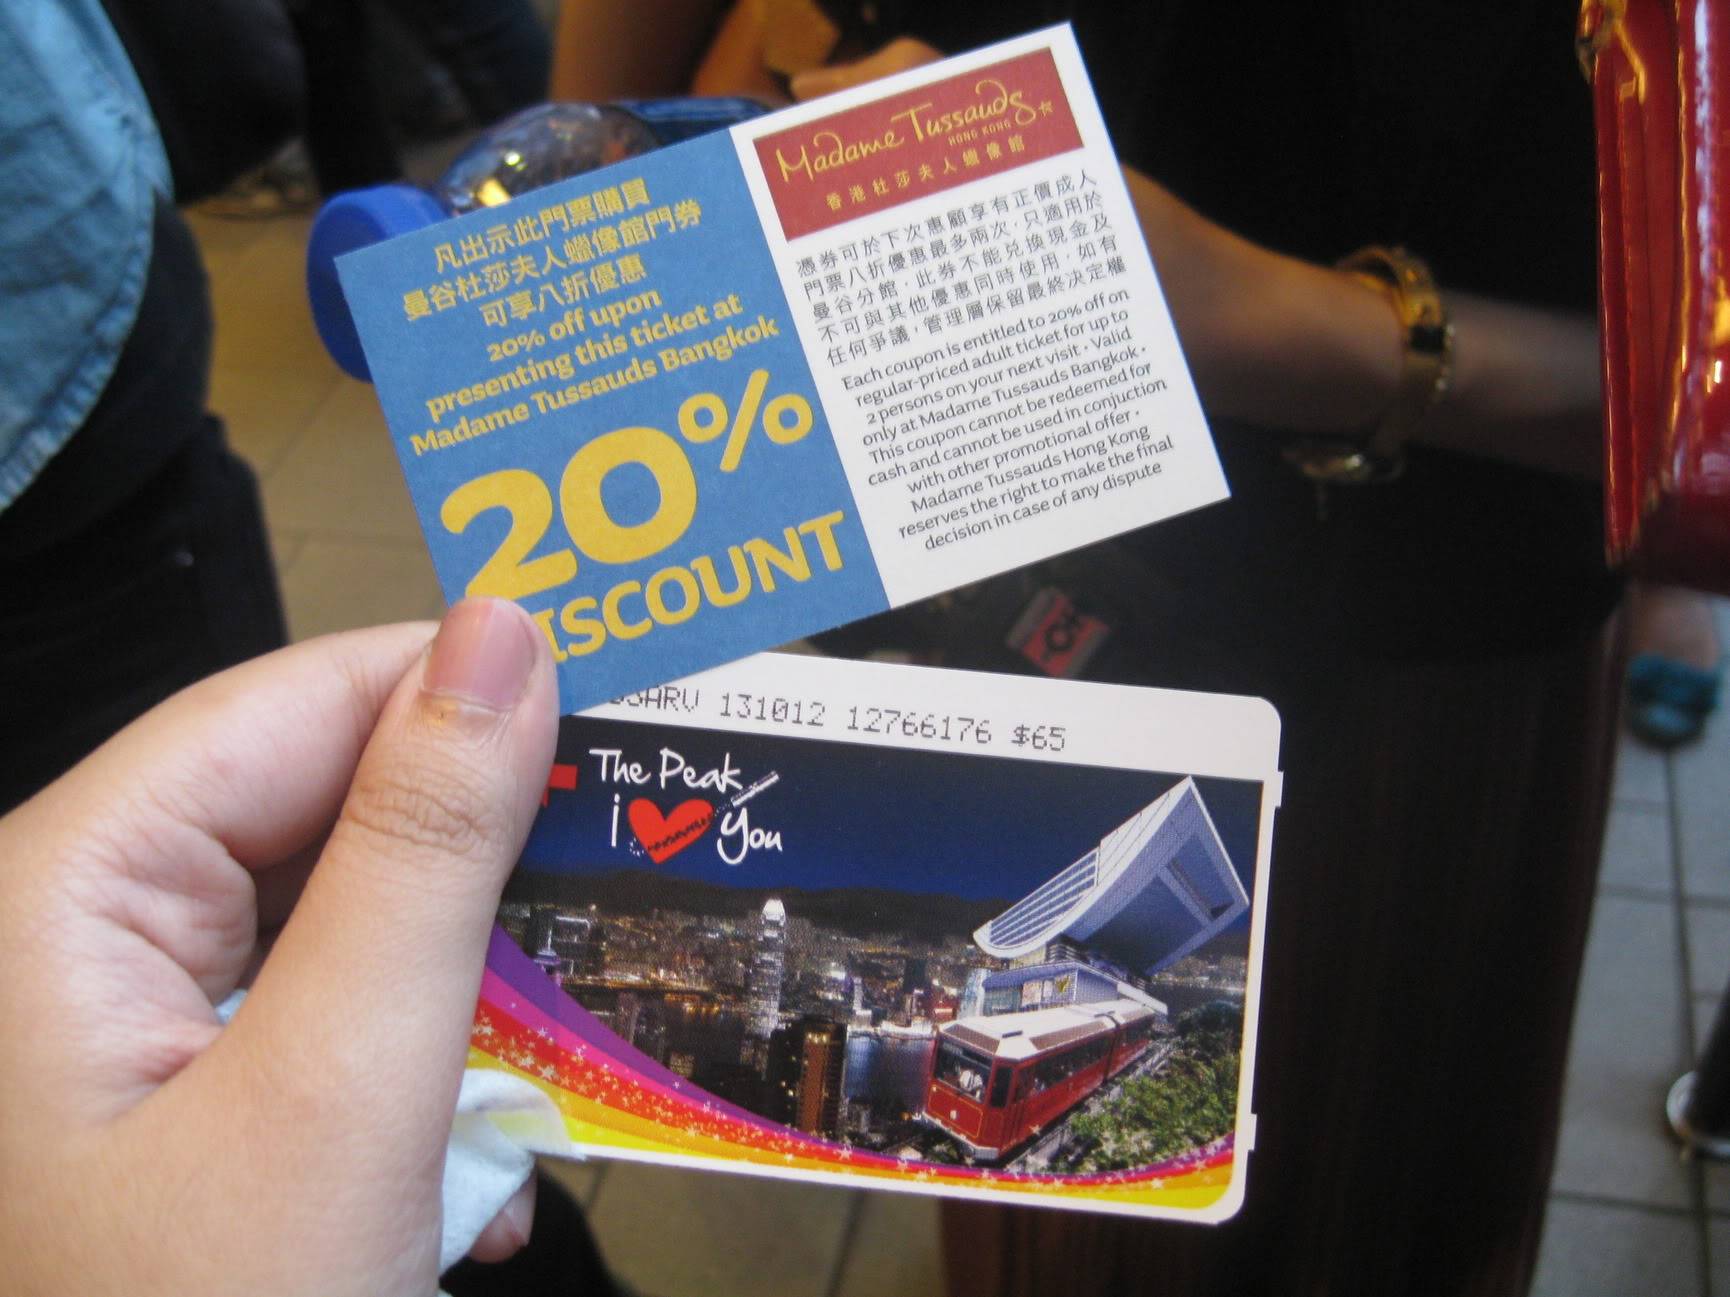 凡出示此門票購買
曼谷杜莎夫人蠟像館門券
可享八折優惠
20% off upon
presenting this ticket at
Madame Tussauds Bangkok
20%
ISCOUNT
Madame Tussauds
HONG KONG
香港杜莎夫人蠟像館
憑券可於下次惠顧享有正價成人
門票八折優惠最多兩次．只適用於
曼谷分館．此券不能兌換現金及
不可與其他優惠同時使用．如有
任何爭議，管理層保留最終決定權
Each coupon is entitled to 20% off on
regular-priced adult ticket for up to
2 persons on your next visit · Valid
only at Madame Tussauds Bangkok ·
This coupon cannot be redeemed for
cash and cannot be used in conjuction
with other promotional offer ·
Madame Tussauds Hong Kong
reserves the right to make the final
decision in case of any dispute
131012 12766176 $65
The Peak
i you